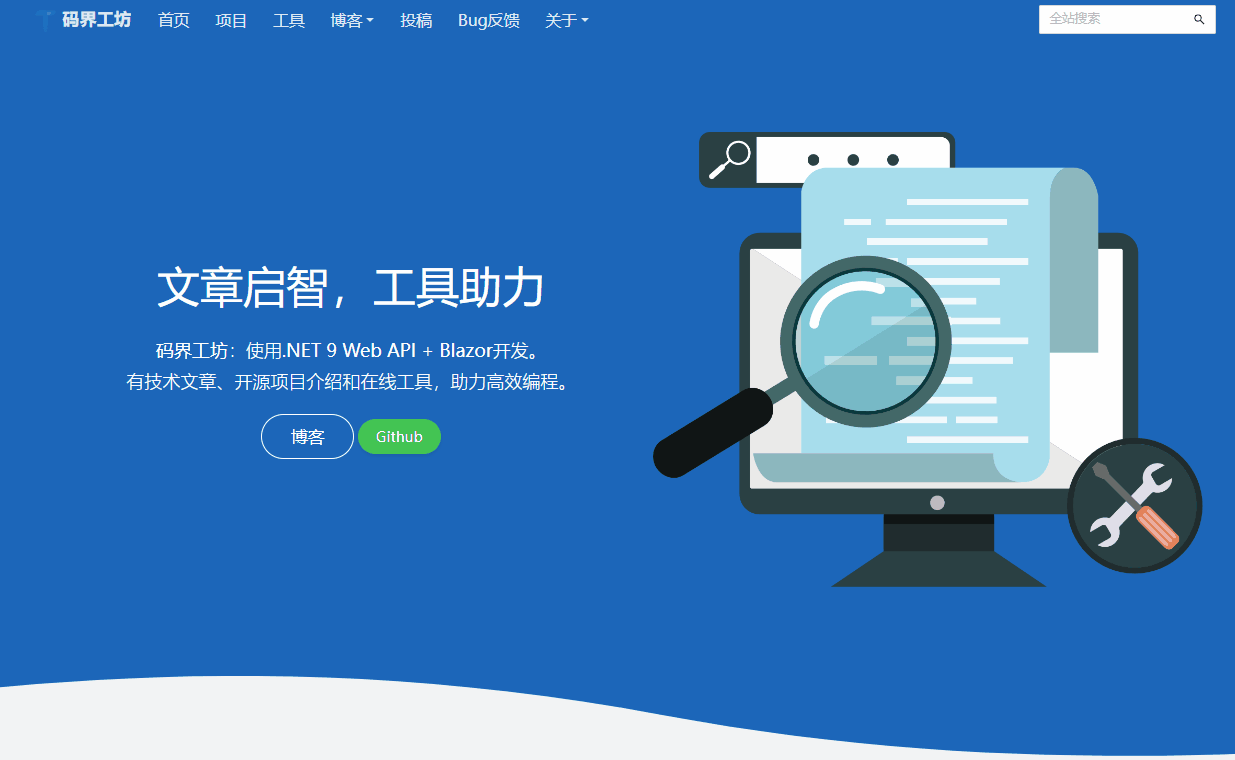 码界工坊 首页 项目 工具 博客 投稿 Bug反馈 关于 全站搜索
文章启智，工具助力
码界工坊：使用.NET 9 Web API + Blazor开发。
有技术文章、开源项目介绍和在线工具，助力高效编程。
博客 Github